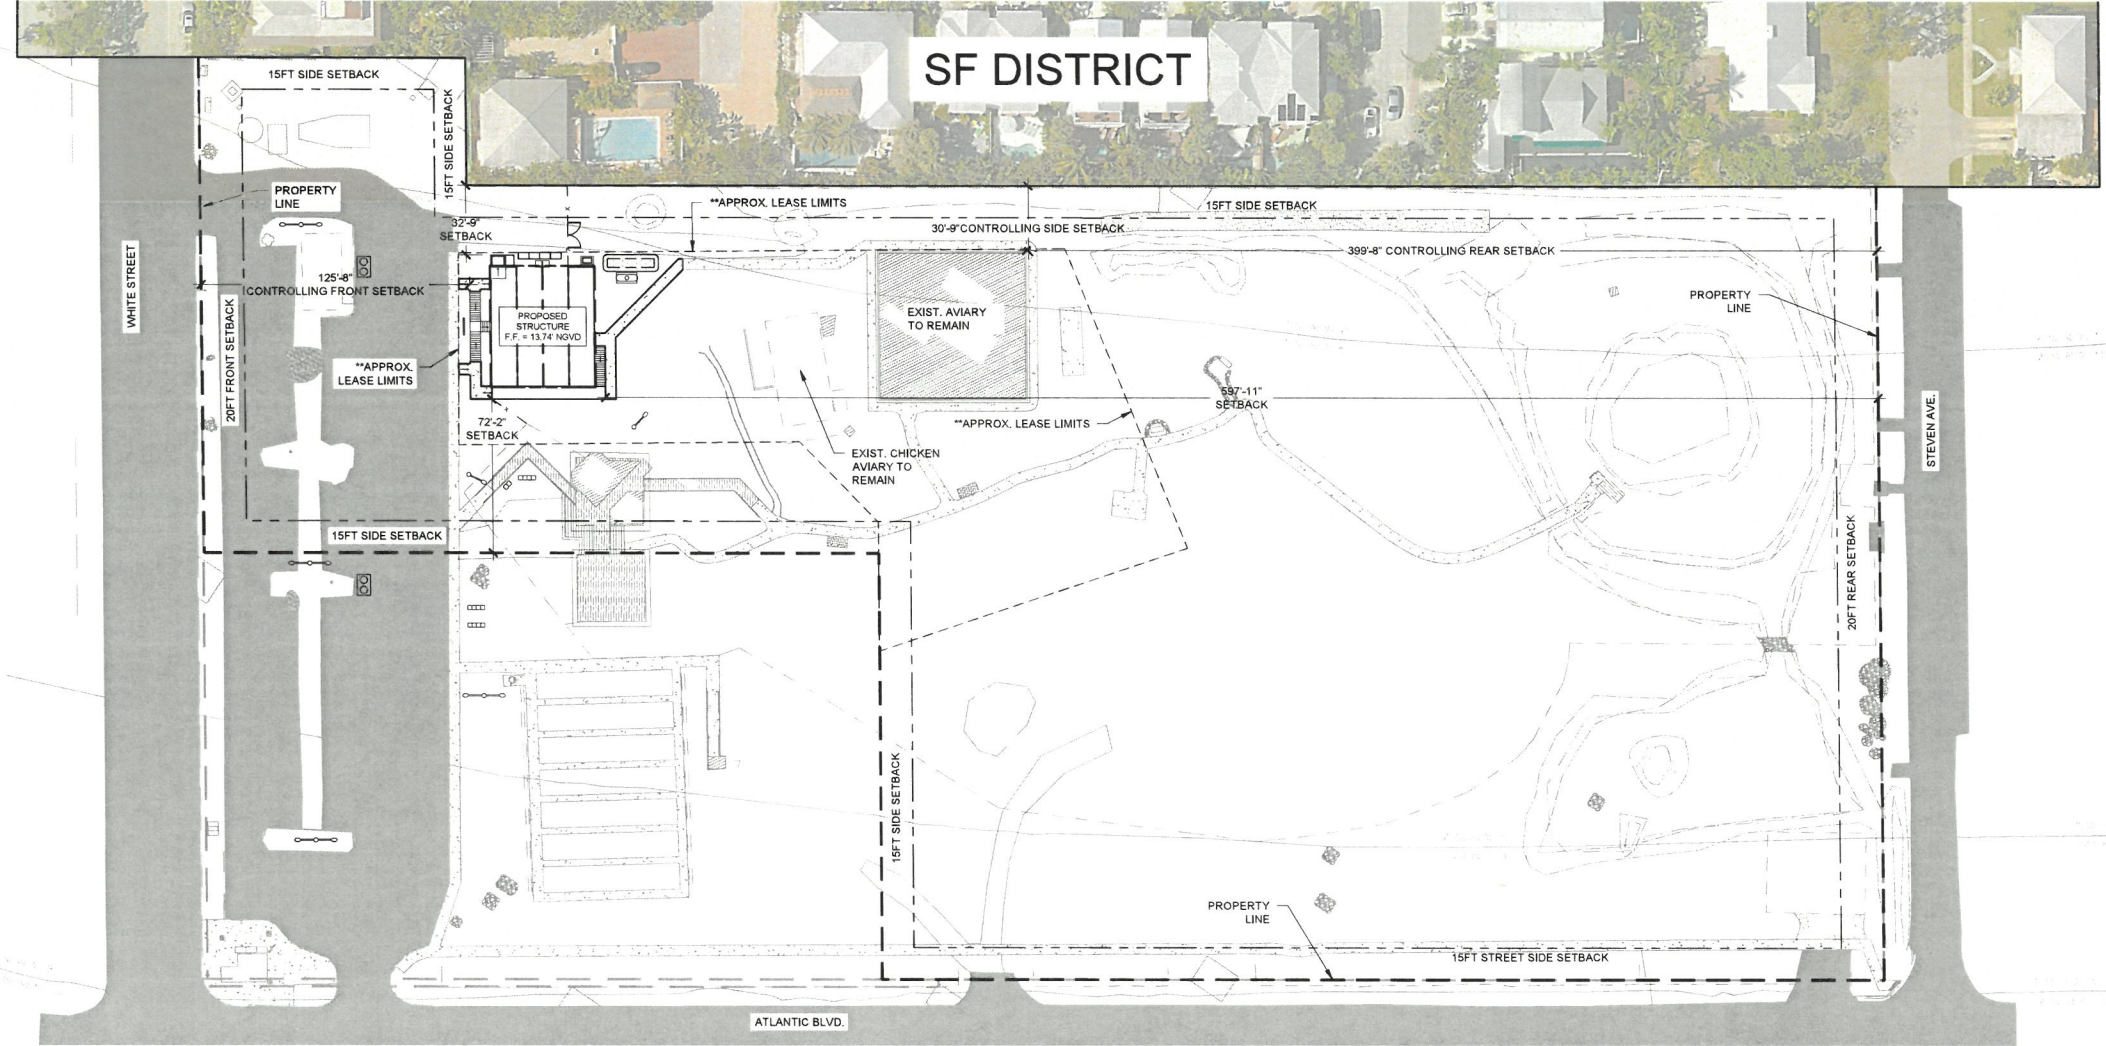 SF DISTRICT
15FT SIDE SETBACK
15FT SIDE SETBACK
PROPERTY
LINE
**APPROX. LEASE LIMITS
15FT SIDE SETBACK
32'-9"
SETBACK
30'-9"CONTROLLING SIDE SETBACK
399'-8" CONTROLLING REAR SETBACK
WHITE STREET
125'-8"
CONTROLLING FRONT SETBACK
20FT FRONT SETBACK
PROPOSED
STRUCTURE
F.F. = 13.74' NGVD
EXIST. AVIARY
TO REMAIN
PROPERTY
LINE
**APPROX.
LEASE LIMITS
597'-11"
SETBACK
72'-2"
SETBACK
**APPROX. LEASE LIMITS
STEVEN AVE.
EXIST. CHICKEN
AVIARY TO
REMAIN
15FT SIDE SETBACK
20FT REAR SETBACK
15FT SIDE SETBACK
PROPERTY
LINE
15FT STREET SIDE SETBACK
ATLANTIC BLVD.